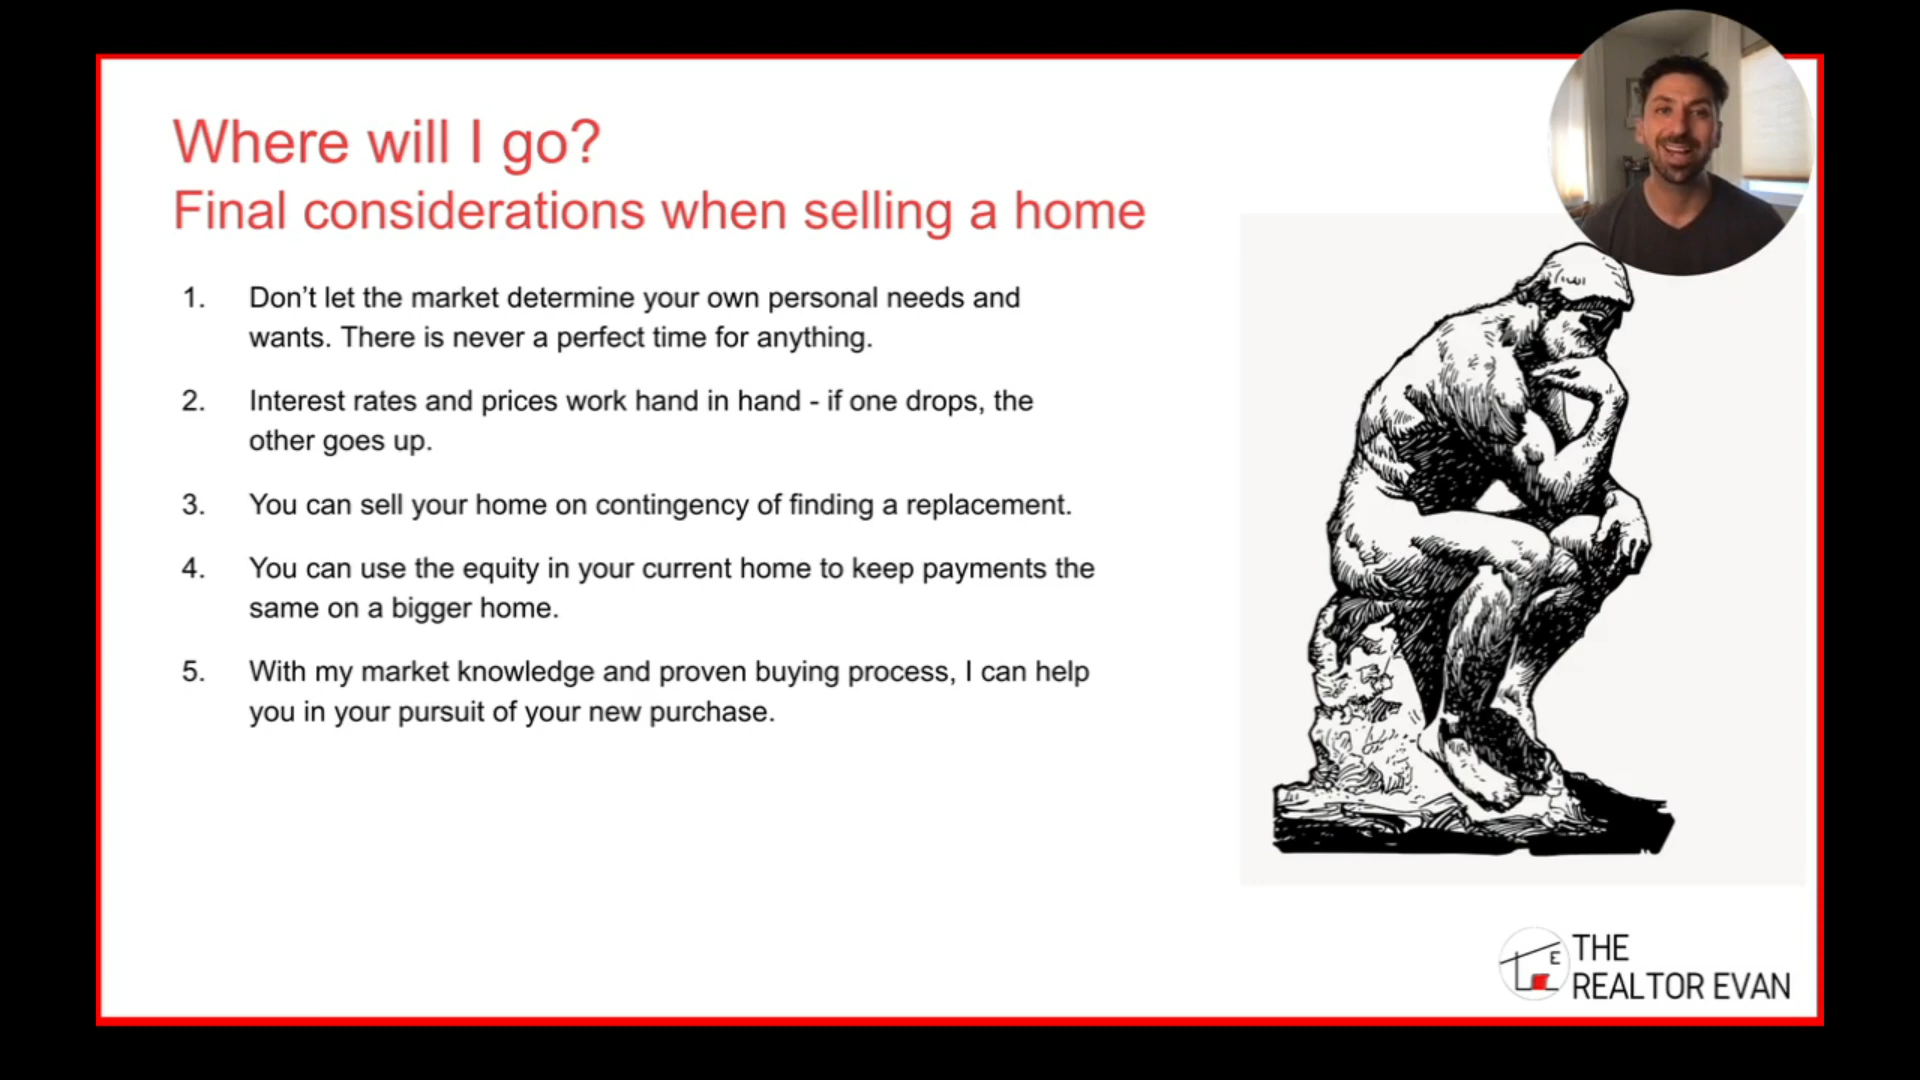 Where will I go?
Final considerations when selling a home
1. Don’t let the market determine your own personal needs and
wants. There is never a perfect time for anything.
2. Interest rates and prices work hand in hand - if one drops, the
other goes up.
3. You can sell your home on contingency of finding a replacement.
4. You can use the equity in your current home to keep payments the
same on a bigger home.
5. With my market knowledge and proven buying process, I can help
you in your pursuit of your new purchase.
E
THE
REALTOR EVAN